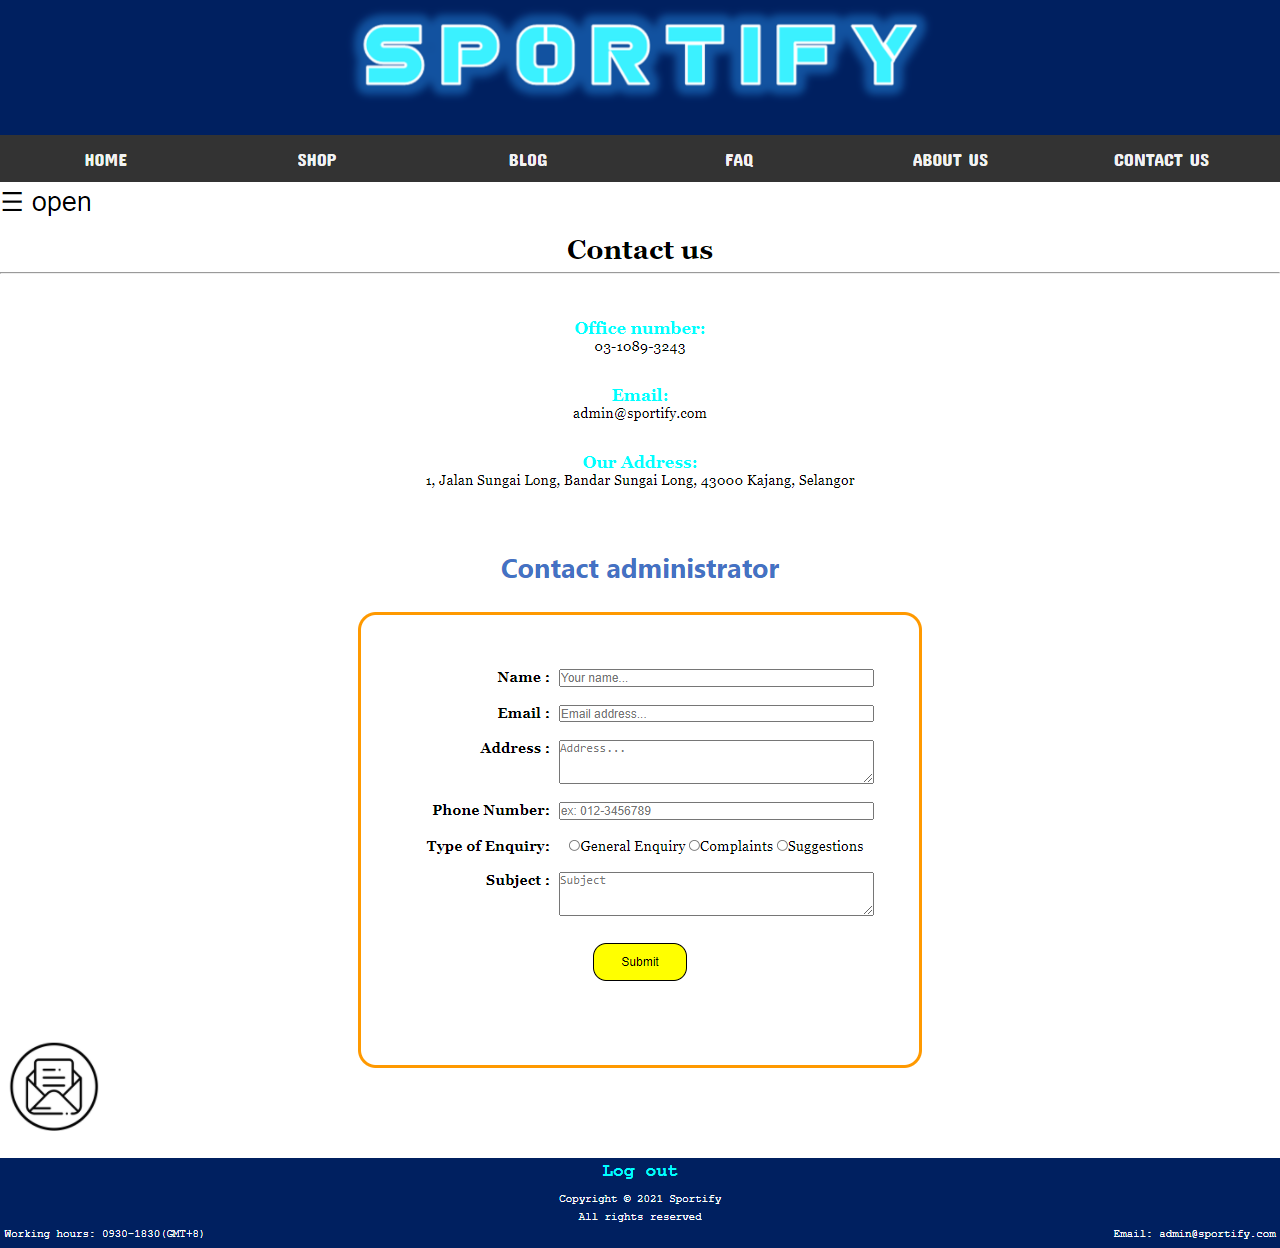 SPORTIFY
HOME SHOP BLOG FAQ ABOUT US CONTACT US
☰ open
Contact us
Office number:
03-1089-3243
Email:
admin@sportify.com
Our Address:
1, Jalan Sungai Long, Bandar Sungai Long, 43000 Kajang, Selangor
Contact administrator
Name : Your name...
Email : Email address...
Address : Address...
Phone Number: ex: 012-3456789
Type of Enquiry: General Enquiry Complaints Suggestions
Subject : Subject
Submit
Log out
Copyright © 2021 Sportify
All rights reserved
Working hours: 0930-1830(GMT+8) Email: admin@sportify.com